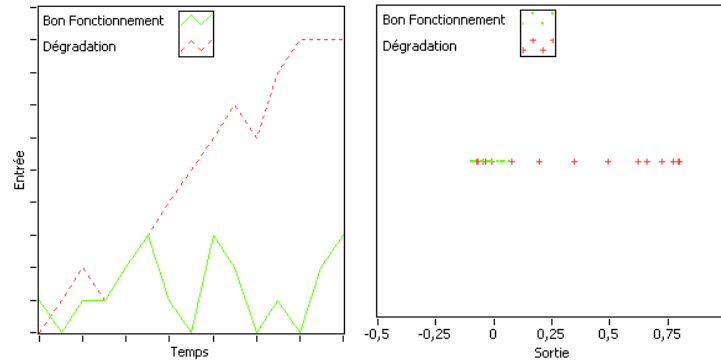 Bon Fonctionnement
Dégradation
Entrée
Temps
Bon Fonctionnement
Dégradation
-0,5
-0,25
0
0,25
0,5
0,75
Sortie